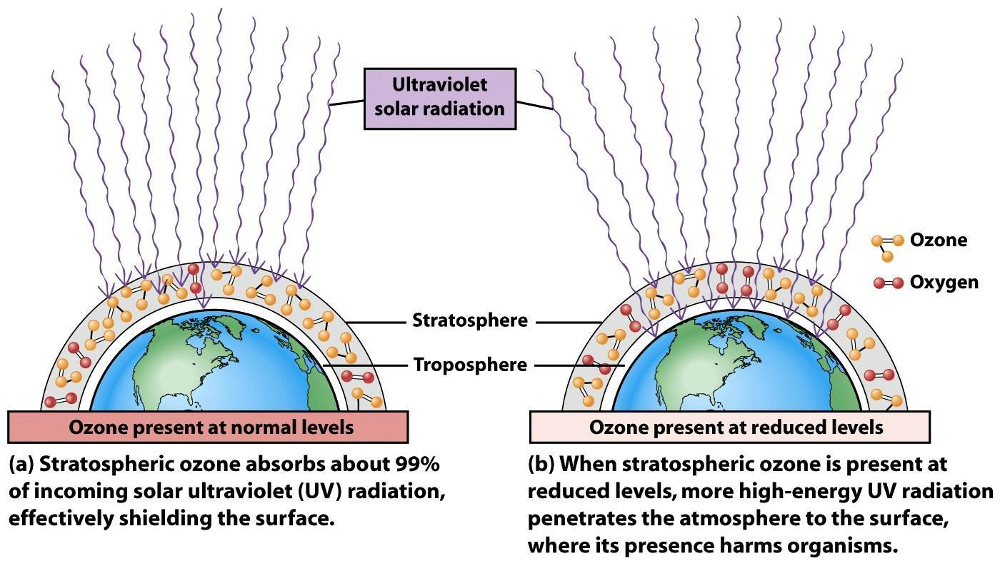 Ultraviolet
solar radiation
Ozone
Oxygen
Stratosphere
Troposphere
Ozone present at normal levels
Ozone present at reduced levels
(a) Stratospheric ozone absorbs about 99%
of incoming solar ultraviolet (UV) radiation,
effectively shielding the surface.
(b) When stratospheric ozone is present at
reduced levels, more high-energy UV radiation
penetrates the atmosphere to the surface,
where its presence harms organisms.